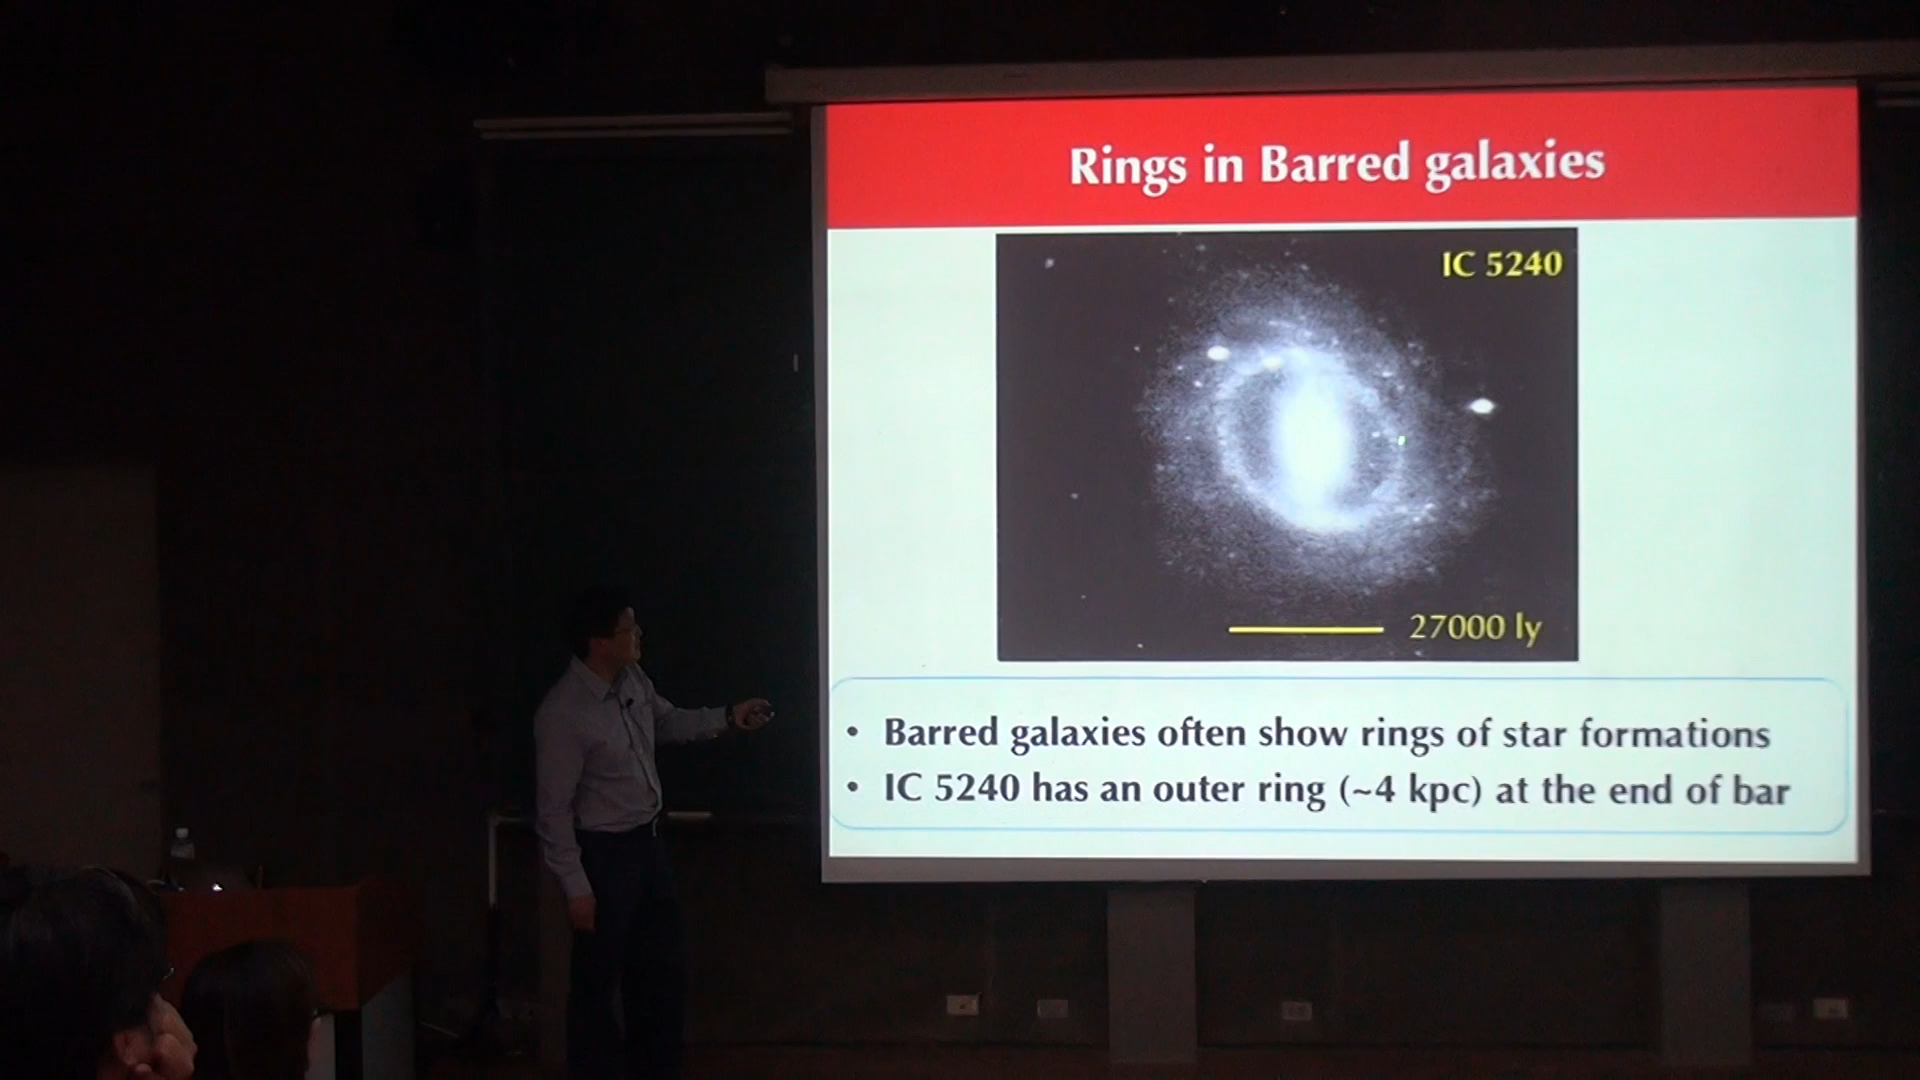 Rings in Barred galaxies
IC 5240
27000 ly
• Barred galaxies often show rings of star formations
• IC 5240 has an outer ring (~4 kpc) at the end of bar